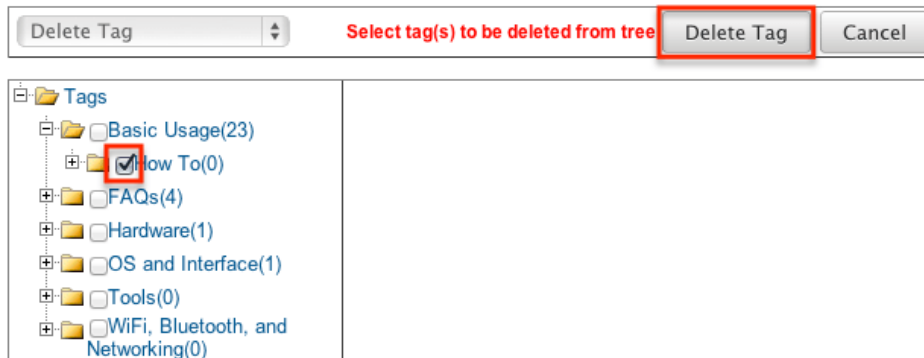 Delete Tag Select tag(s) to be deleted from tree Delete Tag Cancel
Tags
Basic Usage(23)
How To(0)
FAQs(4)
Hardware(1)
OS and Interface(1)
Tools(0)
WiFi, Bluetooth, and
Networking(0)